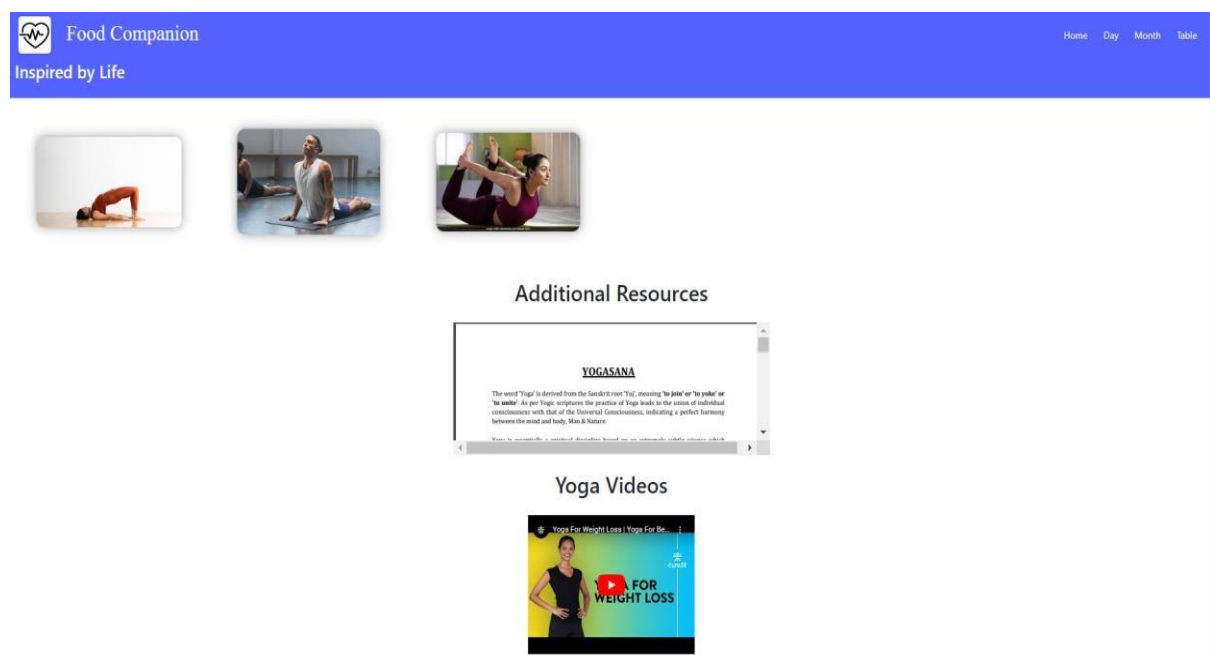 Food Companion
Home Day Month Table
Inspired by Life
Additional Resources
YOGASANA
The word 'Yoga' is derived from the Sanskrit root 'Yuj', meaning 'to join' or 'to yoke' or
'to unite'. As per Yogic scriptures the practice of Yoga leads to the union of individual
consciousness with that of the Universal Consciousness, indicating a perfect harmony
between the mind and body, Man & Nature.
Yoga Videos
Yoga For Weight Loss | Yoga For Be...
YOGA FOR
WEIGHT LOSS